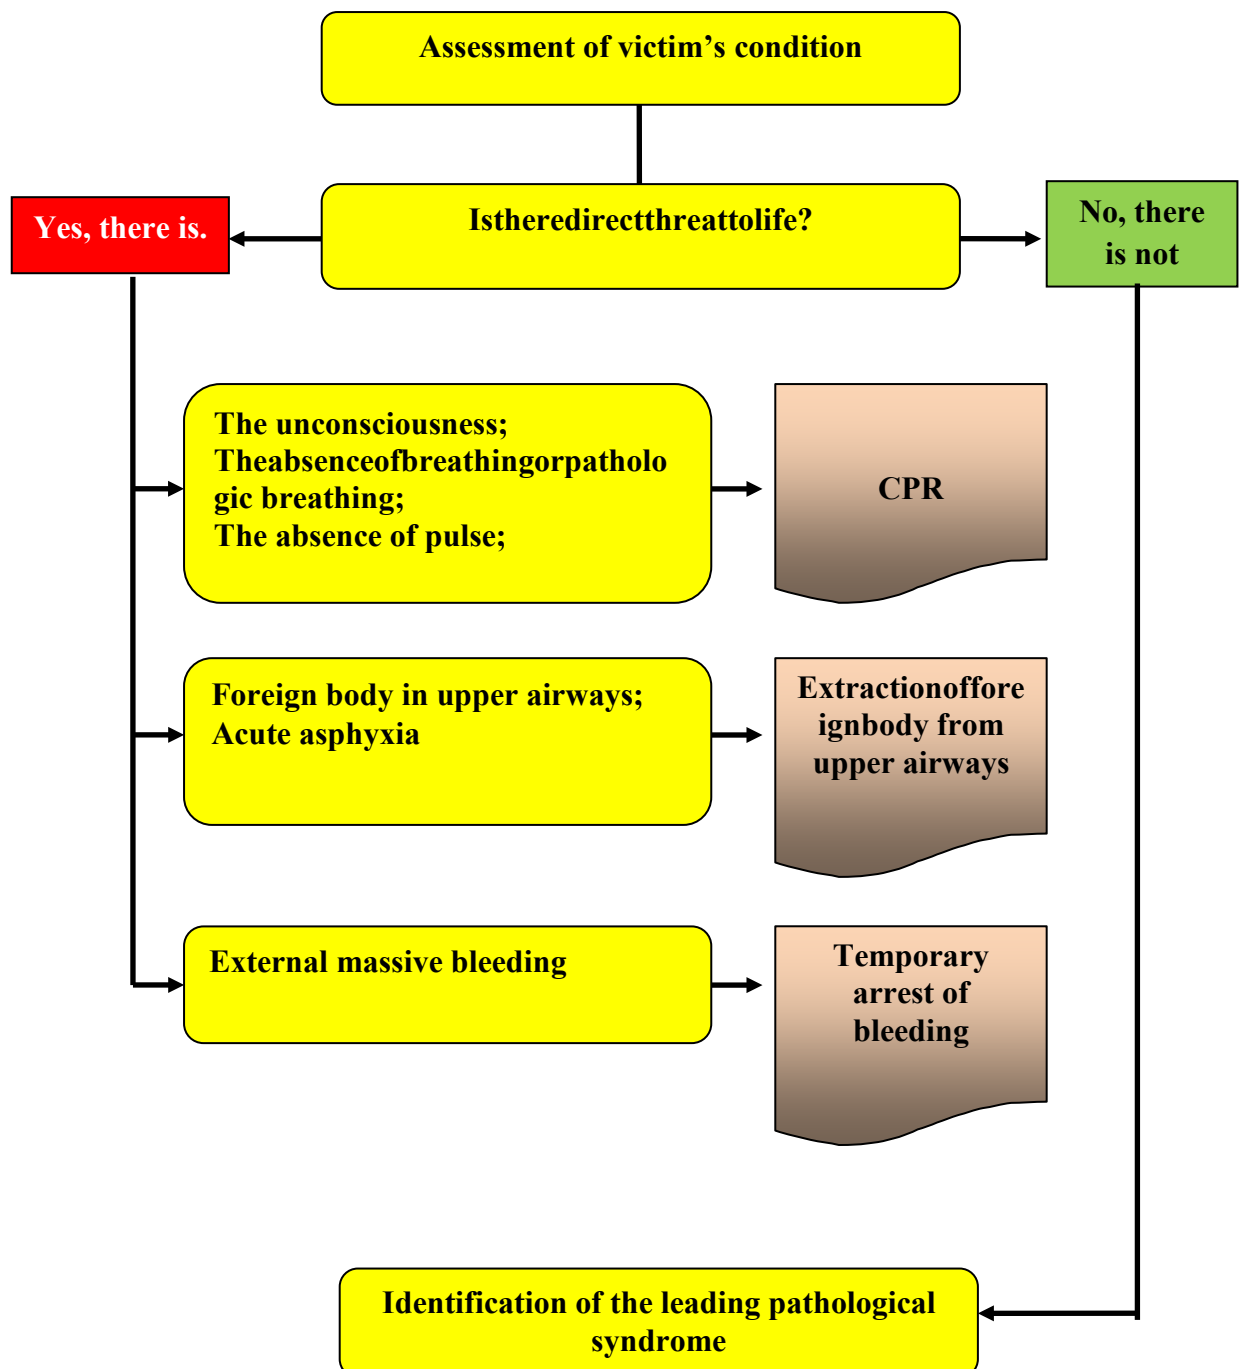 Assessment of victim’s condition
Yes, there is.
Istheredirectthreattolife?
No, there
is not
The unconsciousness;
Theabsenceofbreathingorpatholo
gic breathing;
The absence of pulse;
CPR
Foreign body in upper airways;
Acute asphyxia
Extractionoffore
ignbody from
upper airways
External massive bleeding
Temporary
arrest of
bleeding
Identification of the leading pathological
syndrome